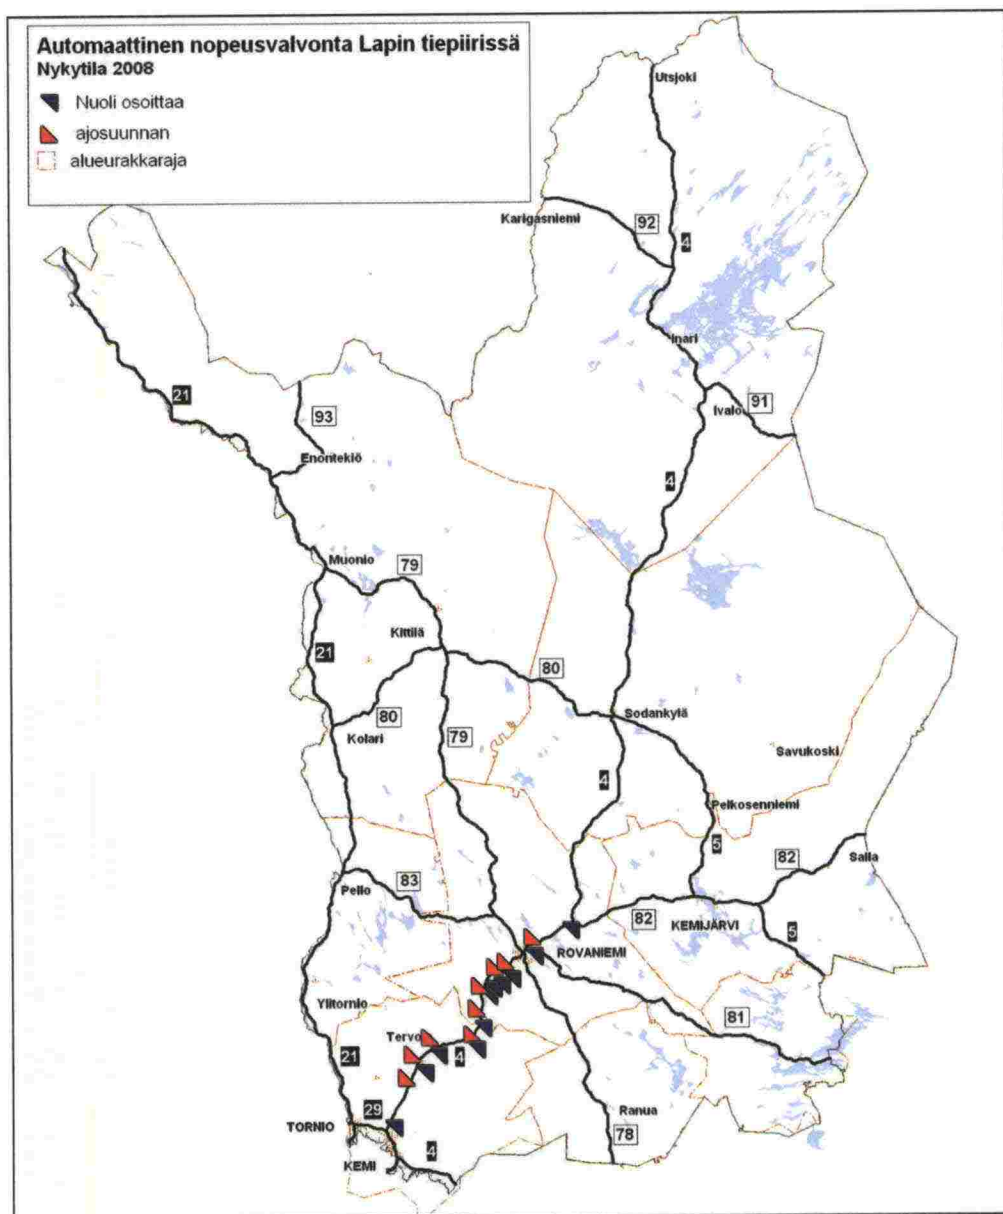 Automaattinen nopeusvalvonta Lapin tiepiirissä
Nykytila 2008
Nuoli osoittaa
ajosuunnan
alueurakkaraja
Utsjoki
Karigasniemi
92
4
Inari
91
Ivalo
21
93
Enontekiö
4
Muonio
79
Kittilä
21
80
80
Kolari
79
Sodankylä
Savukoski
4
Pelkosenniemi
5
82
Salla
Pello
83
82
KEMIJÄRVI
5
ROVANIEMI
Ylitornio
81
Tervo
21
4
29
TORNIO
Ranua
78
KEMI
4